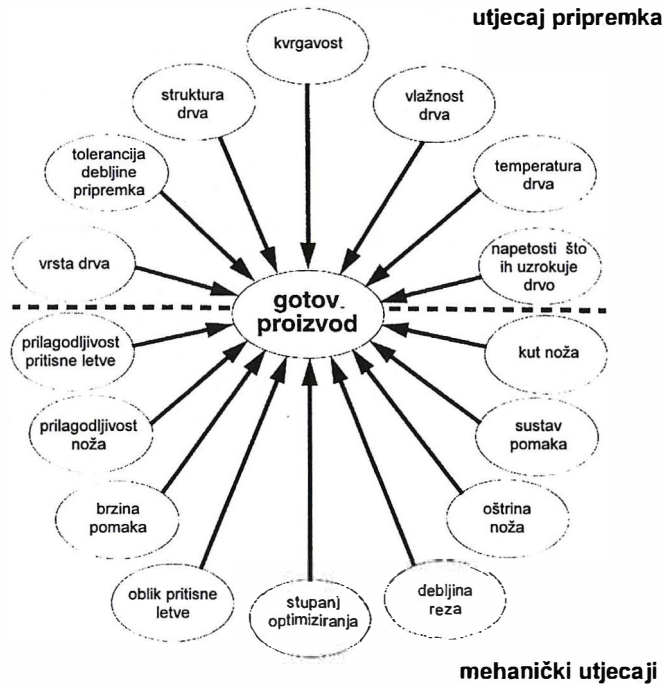 utjecaj pripremka
kvrgavost
struktura
drva
vlažnost
drva
tolerancija
debljine
pripremka
temperatura
drva
vrsta drva
napetosti što
ih uzrokuje
drvo
gotov
proizvod
prilagodljivost
pritisne letve
kut noža
prilagodljivost
noža
sustav
pomaka
brzina
pomaka
oštrina
noža
oblik pritisne
letve
stupanj
optimiziranja
debljina
reza
mehanički utjecaji